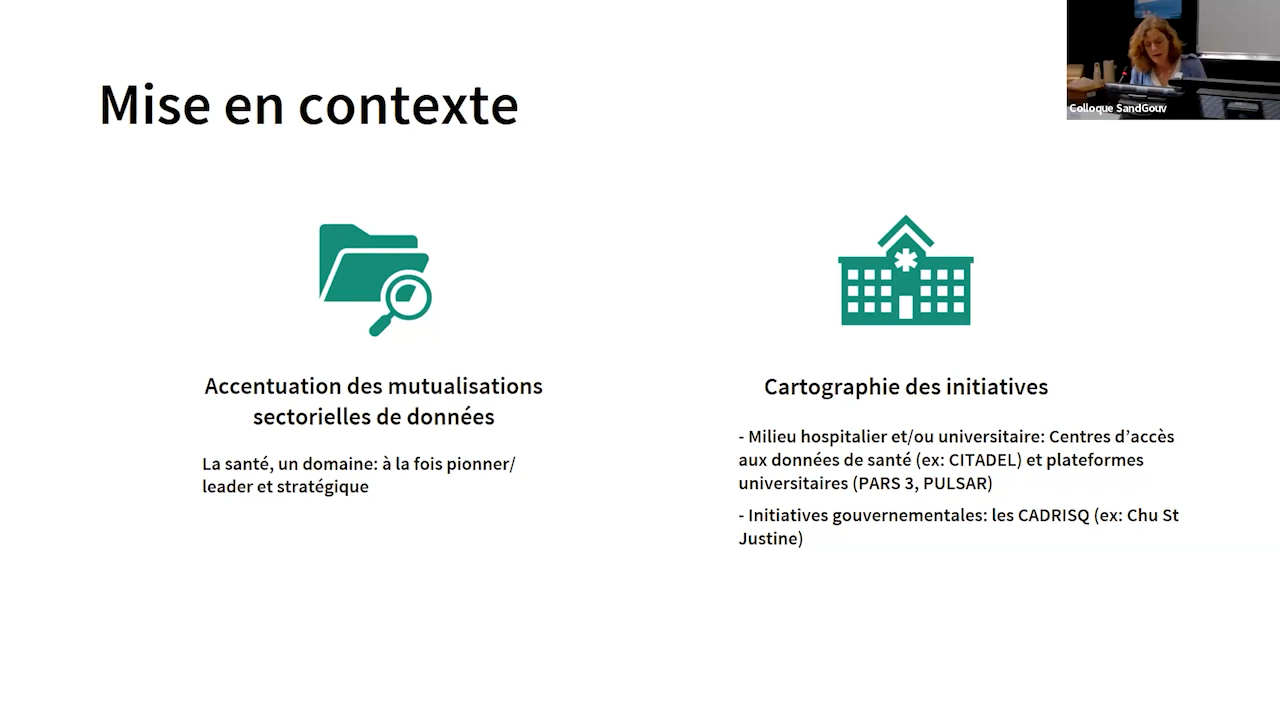 Mise en contexte
Colloque SandGouv
Accentuation des mutualisations
sectorielles de données
La santé, un domaine: à la fois pionner/
leader et stratégique
Cartographie des initiatives
- Milieu hospitalier et/ou universitaire: Centres d’accès
aux données de santé (ex: CITADEL) et plateformes
universitaires (PARS 3, PULSAR)
- Initiatives gouvernementales: les CADRISQ (ex: Chu St
Justine)